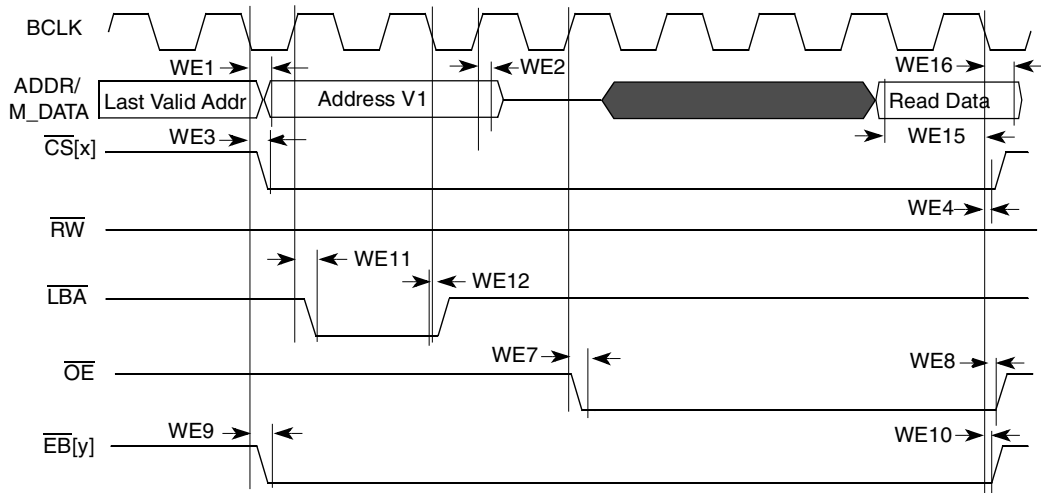 BCLK
WE1
WE2
WE16
ADDR/
M_DATA
Last Valid Addr
Address V1
Read Data
WE3
WE15
CS[x]
WE4
RW
WE11
WE12
LBA
WE7
WE8
OE
WE9
WE10
EB[y]